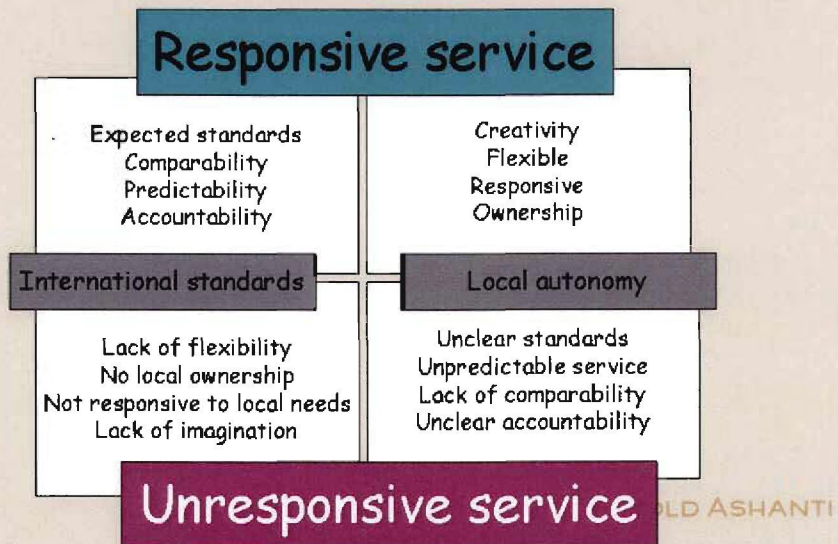 Responsive service
Expected standards
Comparability
Predictability
Accountability
Creativity
Flexible
Responsive
Ownership
International standards
Local autonomy
Lack of flexibility
No local ownership
Not responsive to local needs
Lack of imagination
Unclear standards
Unpredictable service
Lack of comparability
Unclear accountability
Unresponsive service
ASHANTI